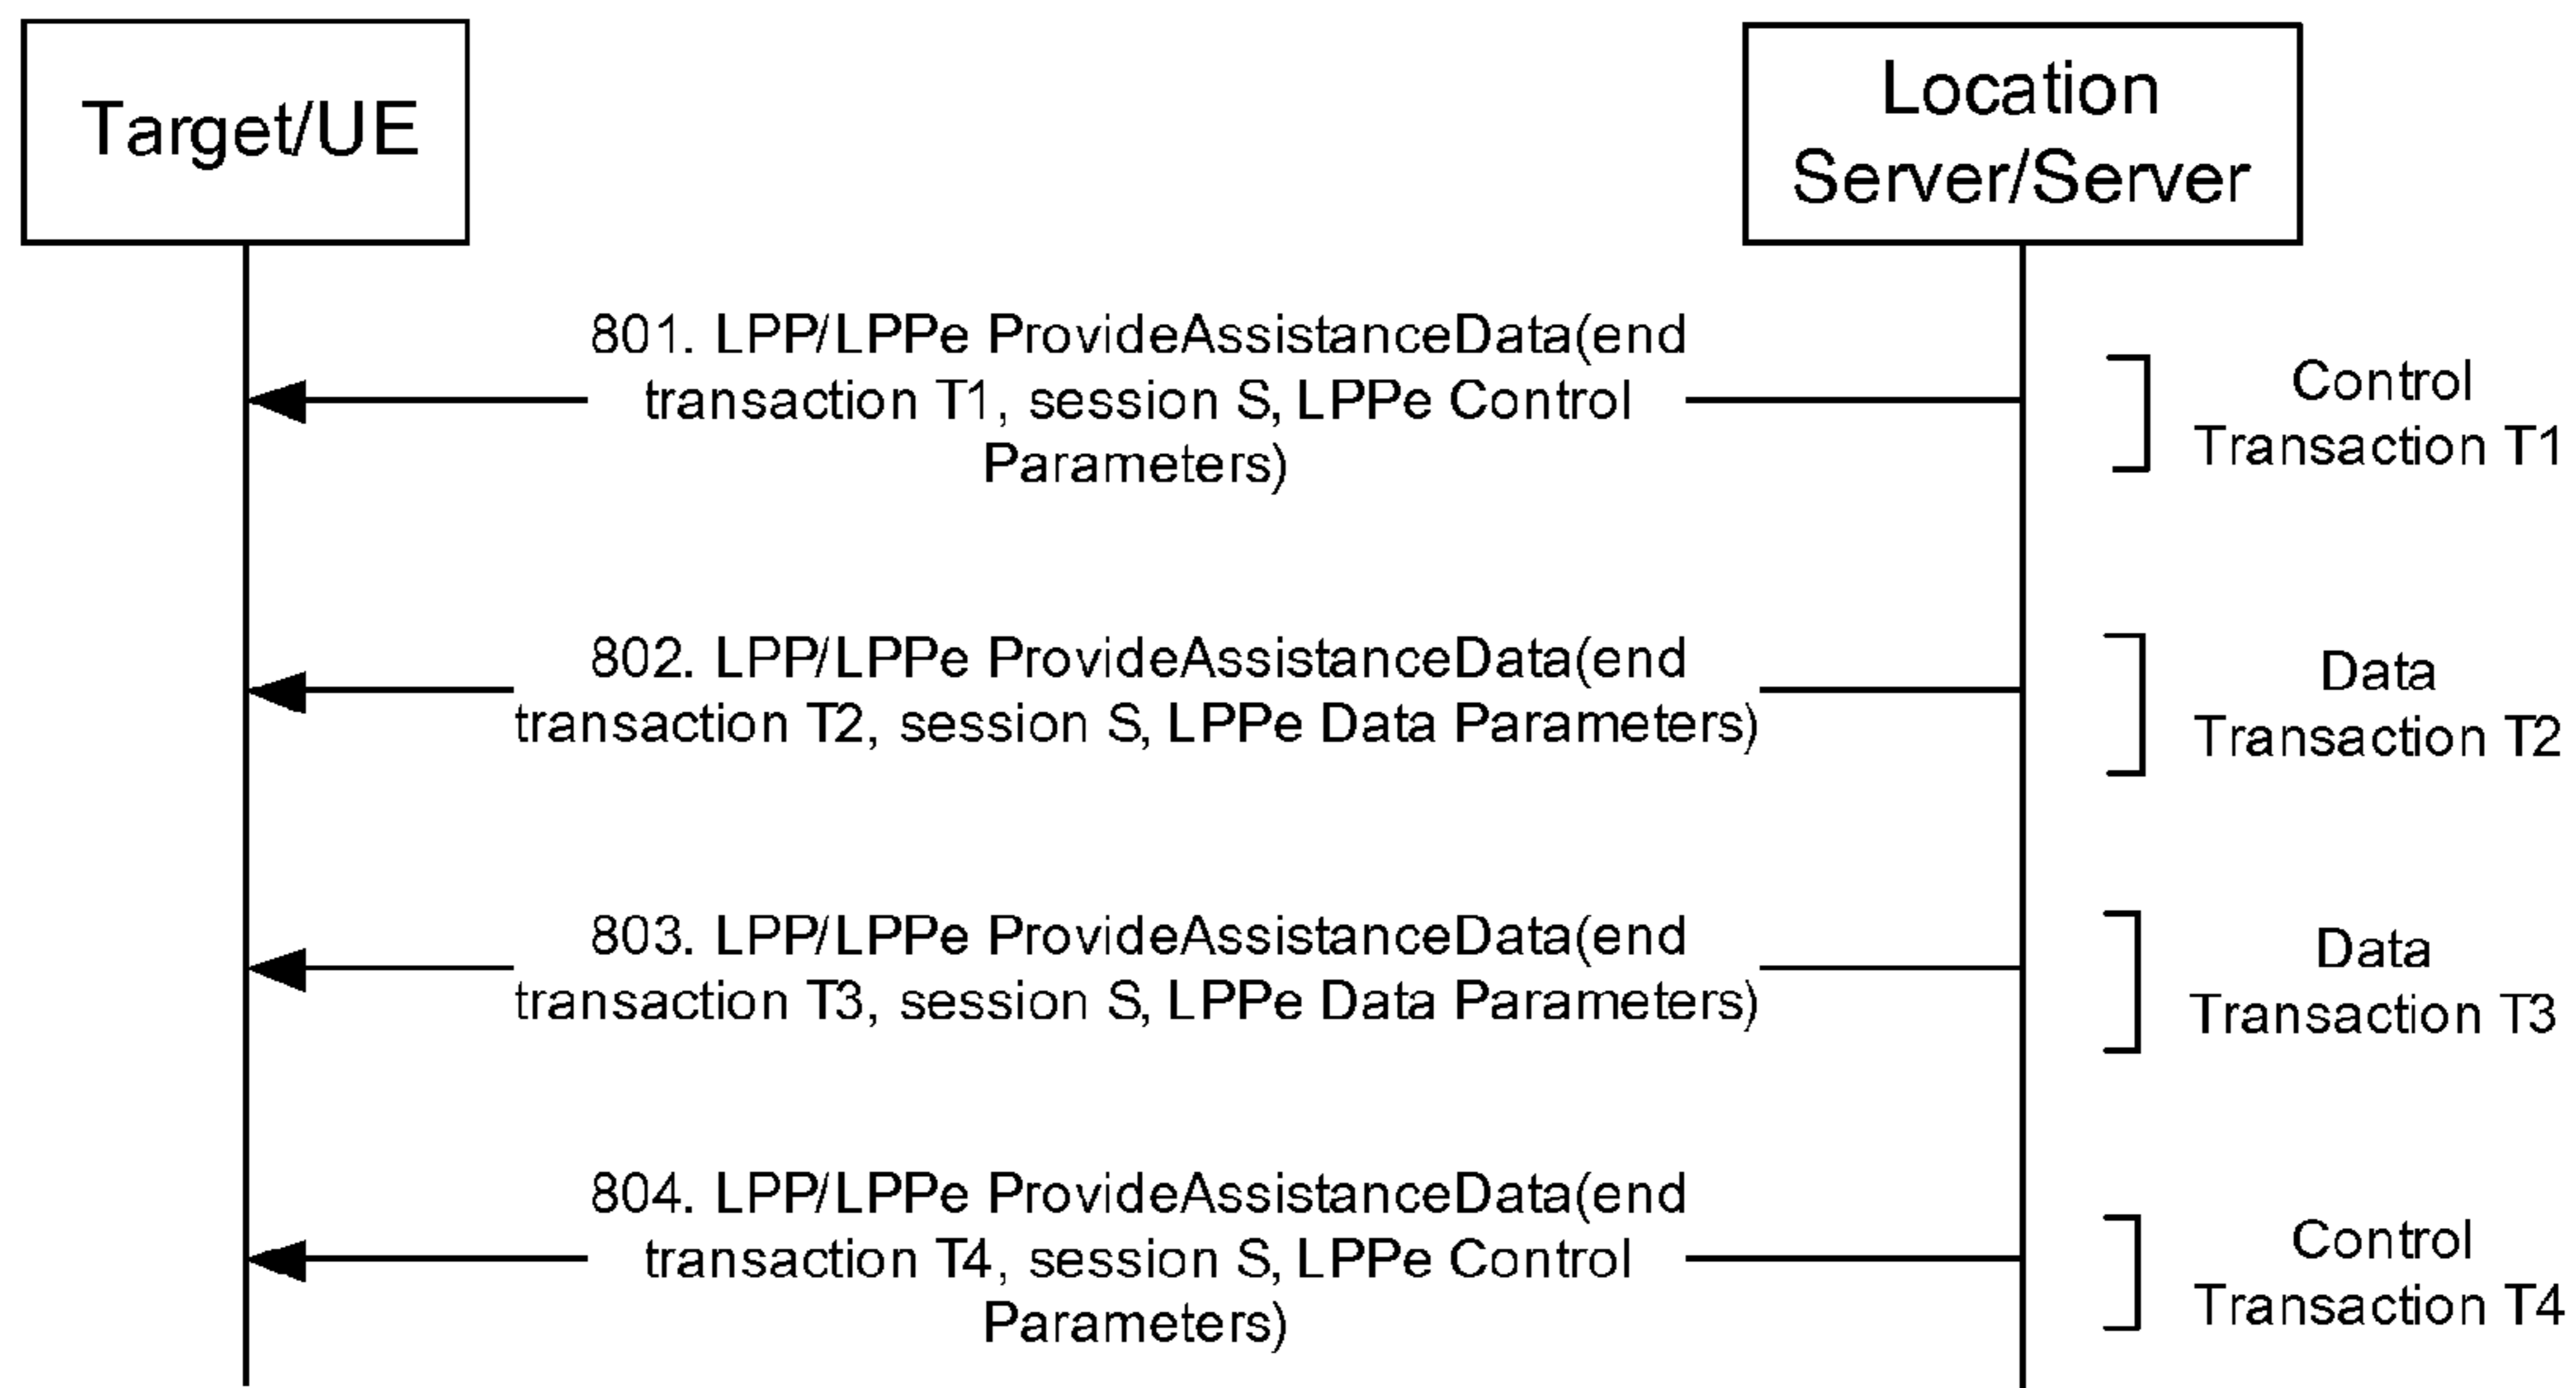 Target/UE
Location
Server/Server
801. LPP/LPPe ProvideAssistanceData(end
transaction T1, session S, LPPe Control
Parameters)
Control
Transaction T1
802. LPP/LPPe ProvideAssistanceData(end
transaction T2, session S, LPPe Data Parameters)
Data
Transaction T2
803. LPP/LPPe ProvideAssistanceData(end
transaction T3, session S, LPPe Data Parameters)
Data
Transaction T3
804. LPP/LPPe ProvideAssistanceData(end
transaction T4, session S, LPPe Control
Parameters)
Control
Transaction T4